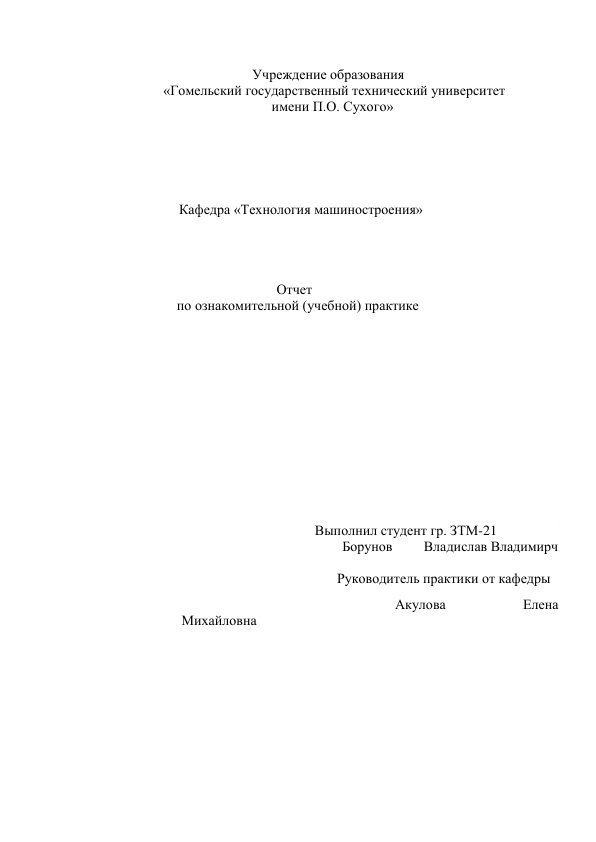 Учреждение образования
«Гомельский государственный технический университет
имени П.О. Сухого»
Кафедра «Технология машиностроения»
Отчет
по ознакомительной (учебной) практике
Выполнил студент гр. ЗТМ-21
Борунов Владислав Владимирч
Руководитель практики от кафедры
Акулова Елена
Михайловна